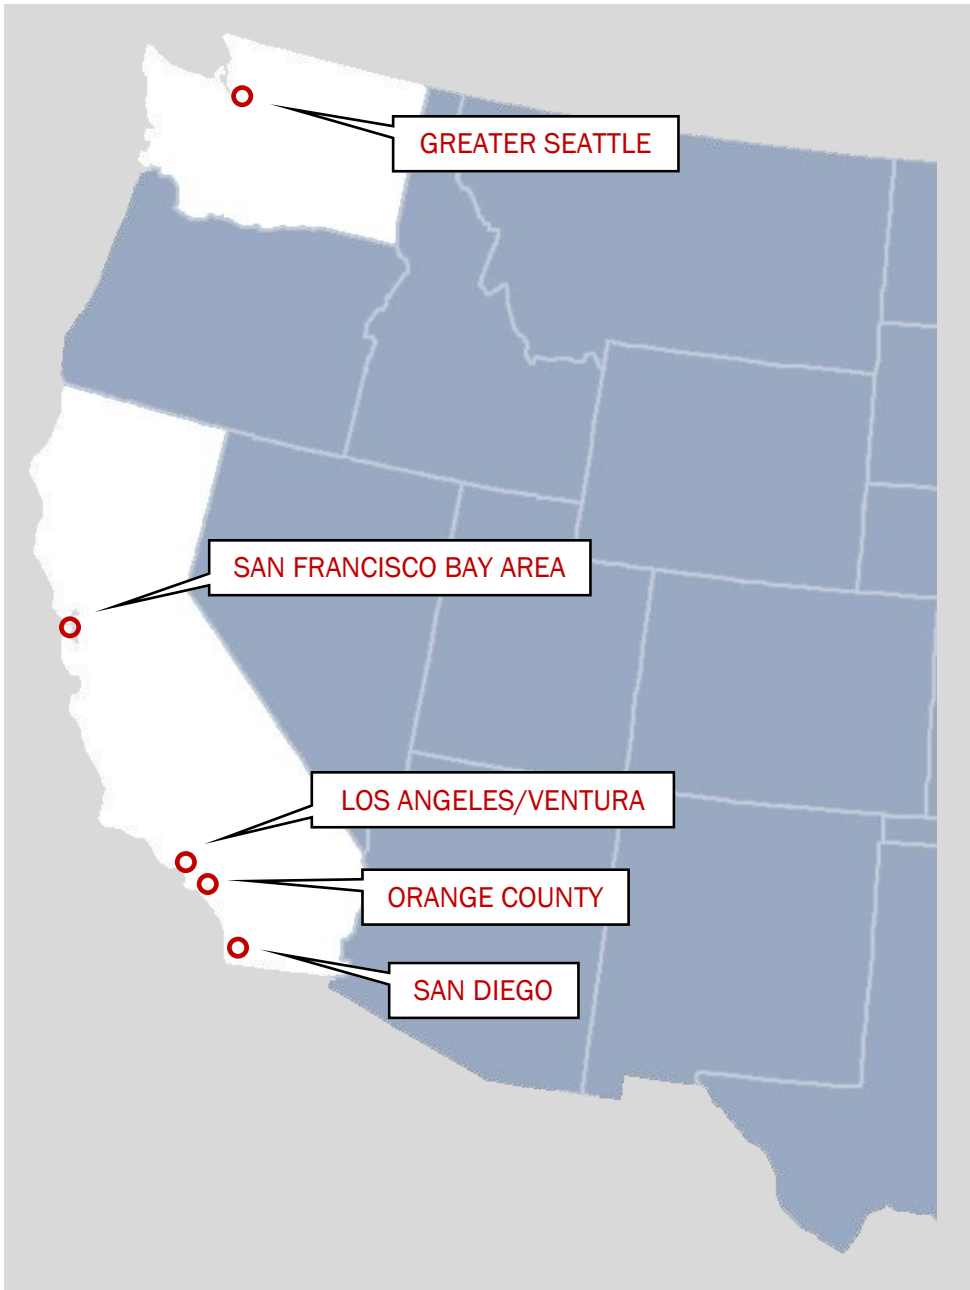 GREATER SEATTLE
SAN FRANCISCO BAY AREA
LOS ANGELES/VENTURA
ORANGE COUNTY
SAN DIEGO